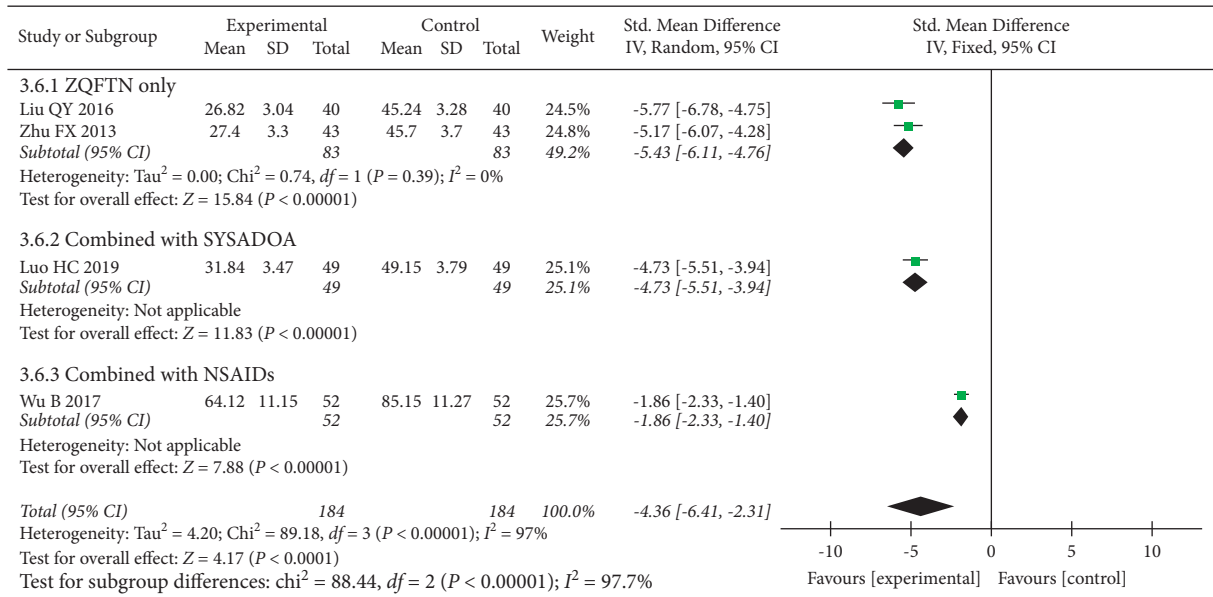 Study or Subgroup Experimental Control Weight Std. Mean Difference Std. Mean Difference
Mean SD Total Mean SD Total IV, Random, 95% CI IV, Fixed, 95% CI
3.6.1 ZQFTN only
Liu QY 2016 26.82 3.04 40 45.24 3.28 40 24.5% -5.77 [-6.78, -4.75]
Zhu FX 2013 27.4 3.3 43 45.7 3.7 43 24.8% -5.17 [-6.07, -4.28]
Subtotal (95% CI) 83 83 49.2% -5.43 [-6.11, -4.76]
Heterogeneity: Tau² = 0.00; Chi² = 0.74, df = 1 (P = 0.39); I² = 0%
Test for overall effect: Z = 15.84 (P < 0.00001)
3.6.2 Combined with SYSADOA
Luo HC 2019 31.84 3.47 49 49.15 3.79 49 25.1% -4.73 [-5.51, -3.94]
Subtotal (95% CI) 49 49 25.1% -4.73 [-5.51, -3.94]
Heterogeneity: Not applicable
Test for overall effect: Z = 11.83 (P < 0.00001)
3.6.3 Combined with NSAIDs
Wu B 2017 64.12 11.15 52 85.15 11.27 52 25.7% -1.86 [-2.33, -1.40]
Subtotal (95% CI) 52 52 25.7% -1.86 [-2.33, -1.40]
Heterogeneity: Not applicable
Test for overall effect: Z = 7.88 (P < 0.00001)
Total (95% CI) 184 184 100.0% -4.36 [-6.41, -2.31]
Heterogeneity: Tau² = 4.20; Chi² = 89.18, df = 3 (P < 0.00001); I² = 97%
Test for overall effect: Z = 4.17 (P < 0.0001)
Test for subgroup differences: chi² = 88.44, df = 2 (P < 0.00001); I² = 97.7%
-10 -5 0 5 10
Favours [experimental] Favours [control]